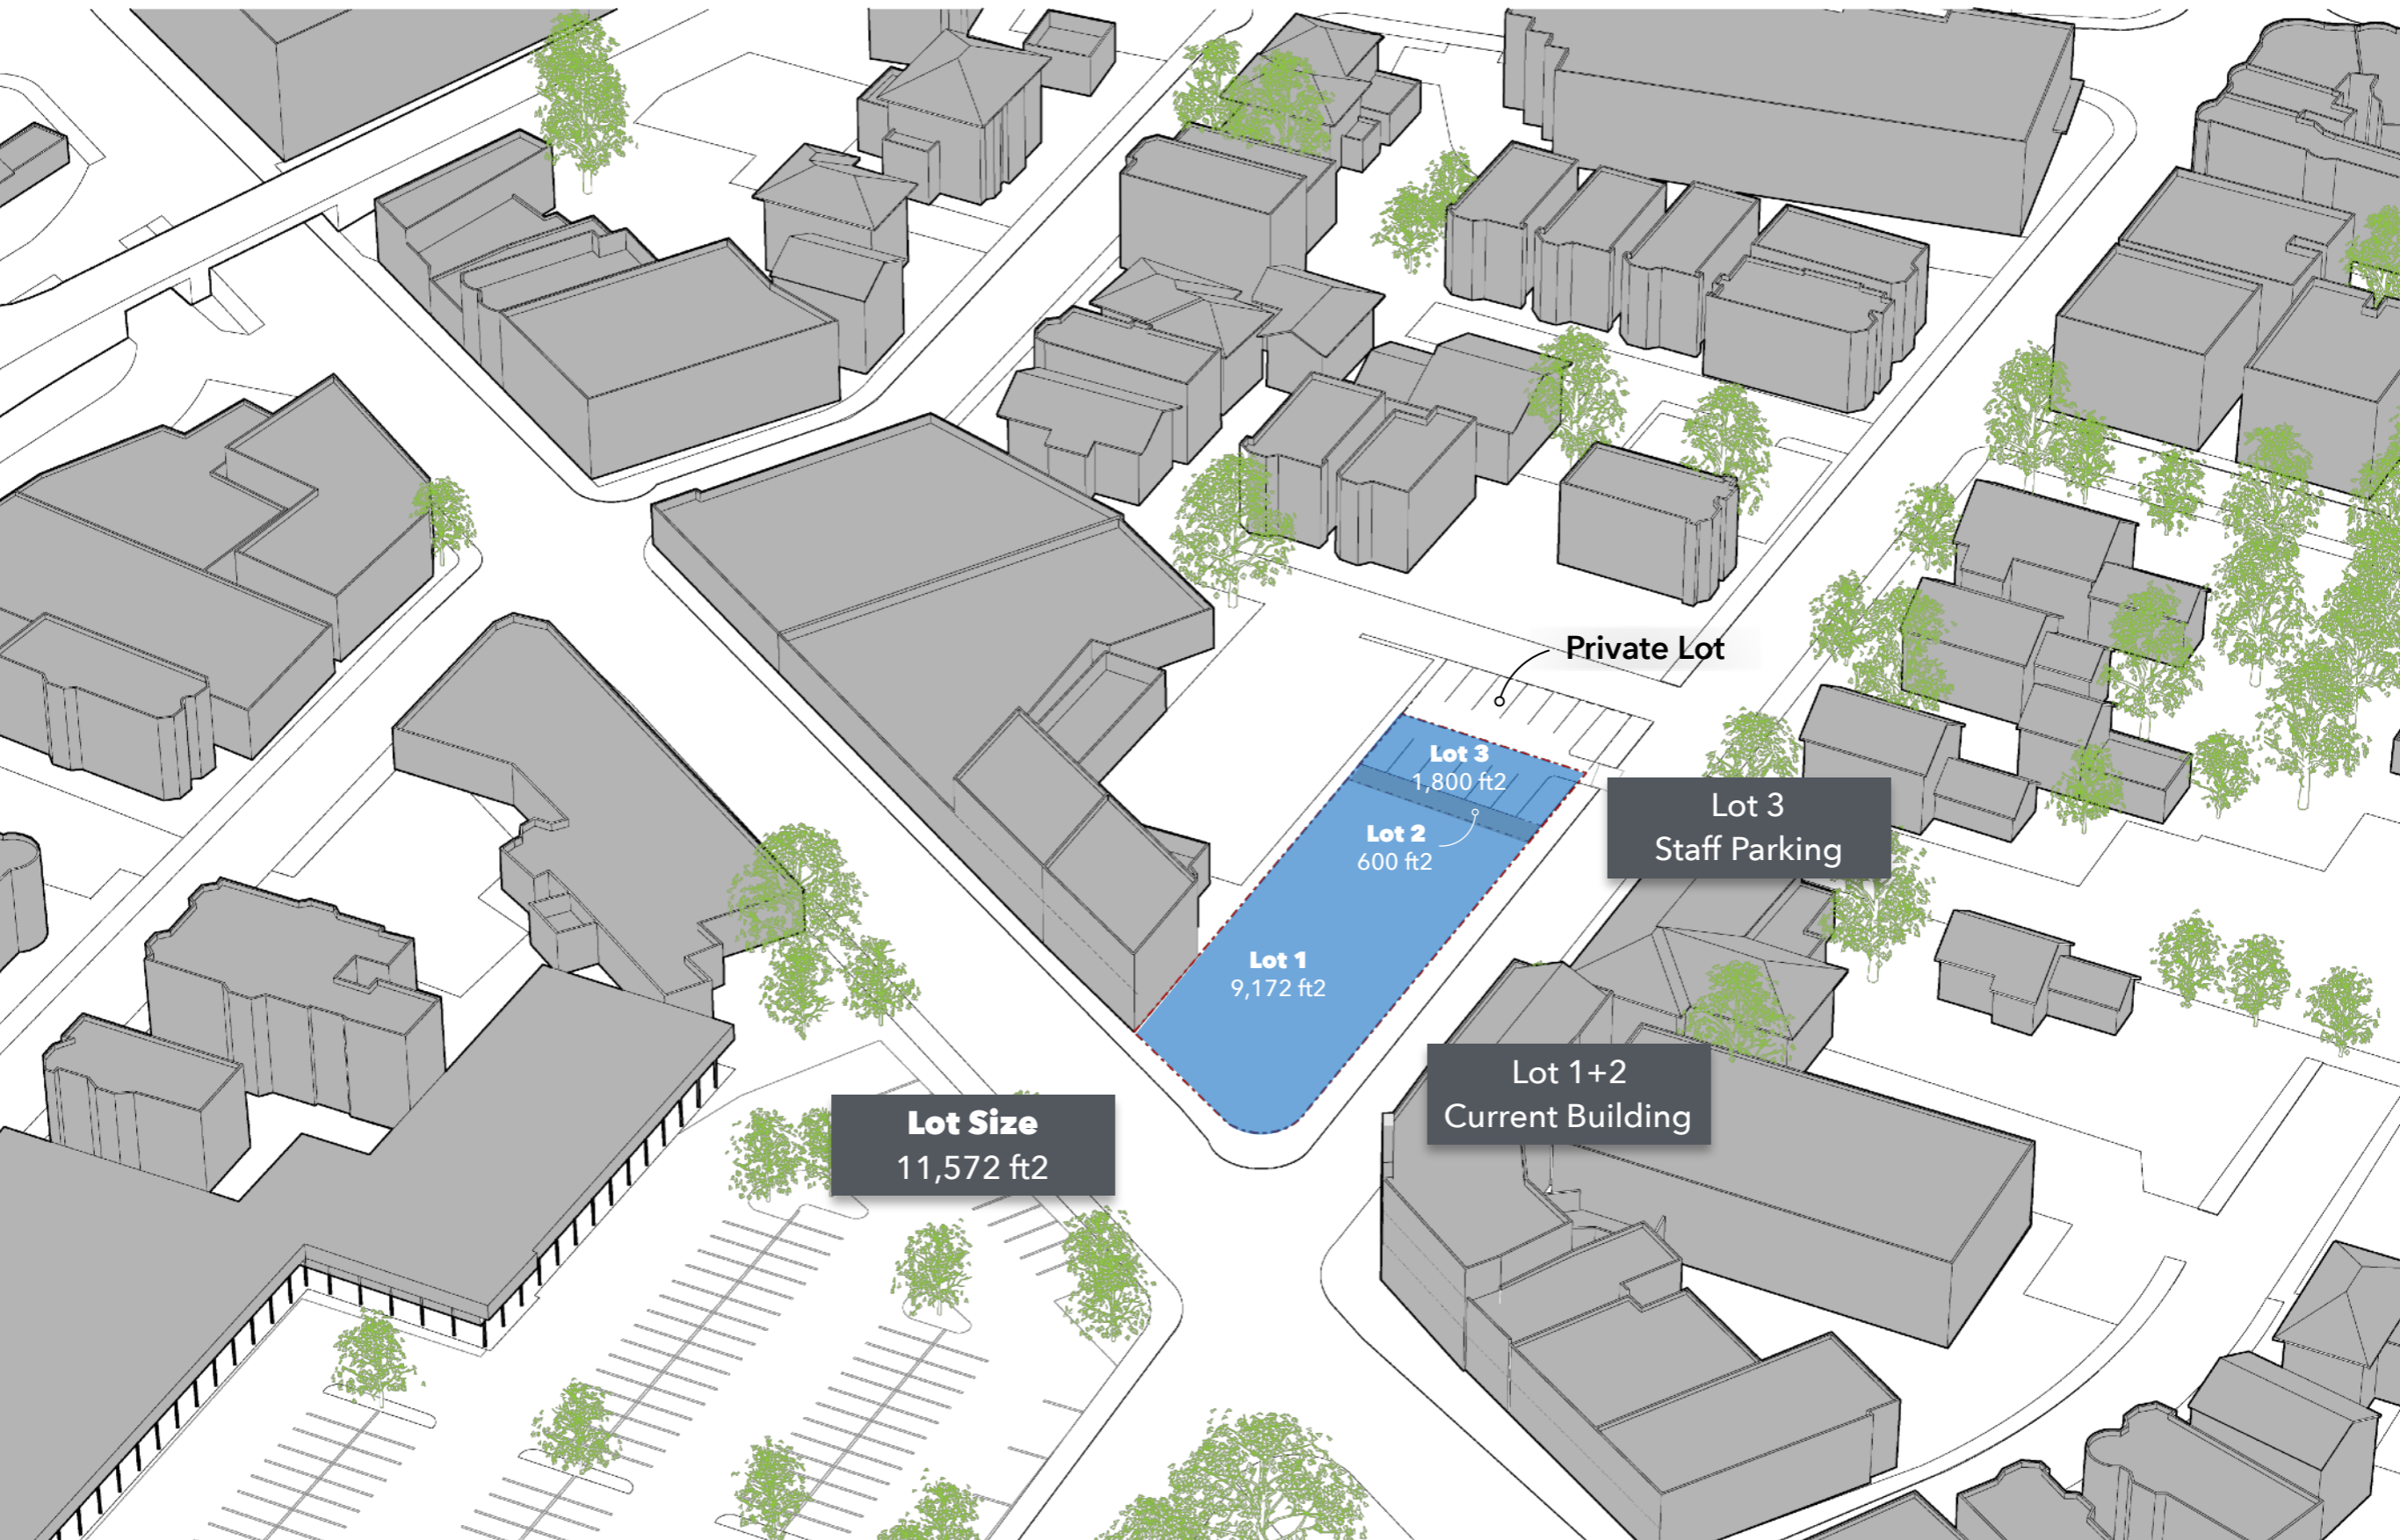 Private Lot
Lot 3
1,800 ft2
Lot 2
600 ft2
Lot 3
Staff Parking
Lot 1
9,172 ft2
Lot 1+2
Current Building
Lot Size
11,572 ft2